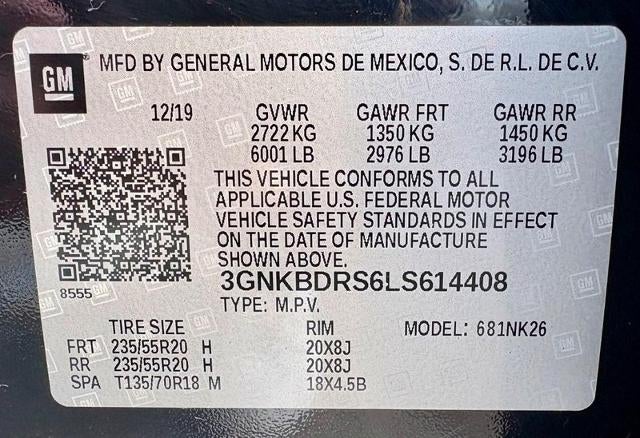 GM
MFD BY GENERAL MOTORS DE MEXICO, S. DE R.L. DE C.V.
12/19 GVWR GAWR FRT GAWR RR
2722 KG 1350 KG 1450 KG
6001 LB 2976 LB 3196 LB
THIS VEHICLE CONFORMS TO ALL
APPLICABLE U.S. FEDERAL MOTOR
VEHICLE SAFETY STANDARDS IN EFFECT
ON THE DATE OF MANUFACTURE
SHOWN ABOVE.
8555
3GNKBDRS6LS614408
TYPE: M.P.V.
TIRE SIZE RIM MODEL: 681NK26
FRT 235/55R20 H 20X8J
RR 235/55R20 H 20X8J
SPA T135/70R18 M 18X4.5B